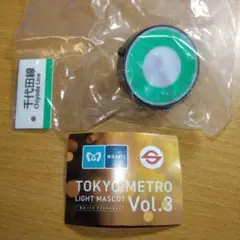 千代田線
Chiyoda Line
TOKYO METRO
LIGHT MASCOT
Vol.3